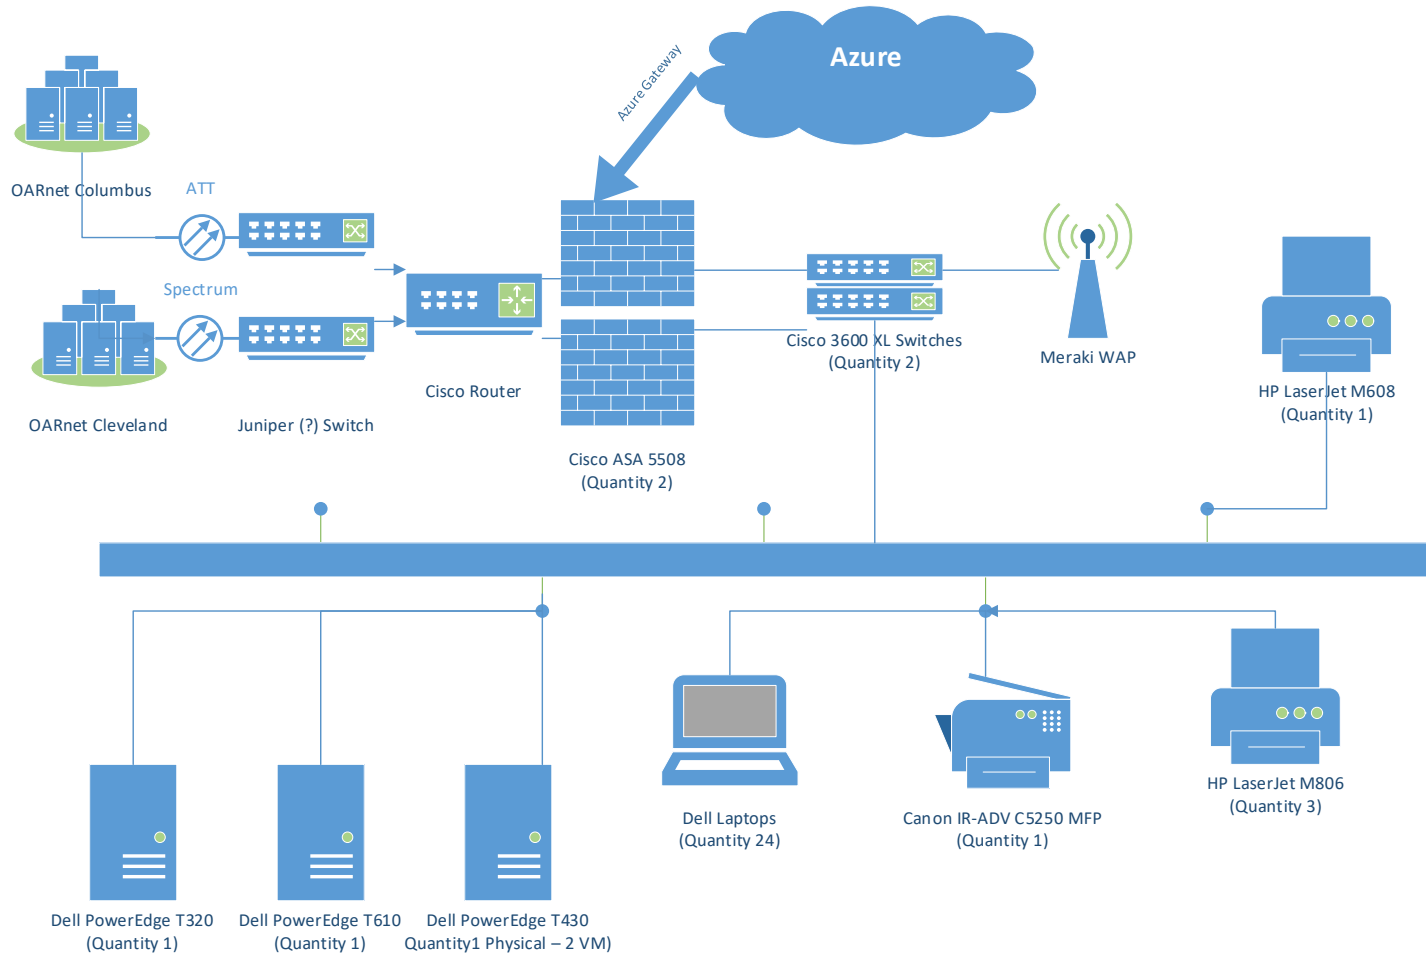 Azure
Azure Gateway
OARnet Columbus
ATT
Spectrum
OARnet Cleveland
Juniper (?) Switch
Cisco Router
Cisco ASA 5508
(Quantity 2)
Cisco 3600 XL Switches
(Quantity 2)
Meraki WAP
HP LaserJet M608
(Quantity 1)
Dell Laptops
(Quantity 24)
Canon IR-ADV C5250 MFP
(Quantity 1)
HP LaserJet M806
(Quantity 3)
Dell PowerEdge T320
(Quantity 1)
Dell PowerEdge T610
(Quantity 1)
Dell PowerEdge T430
Quantity1 Physical – 2 VM)